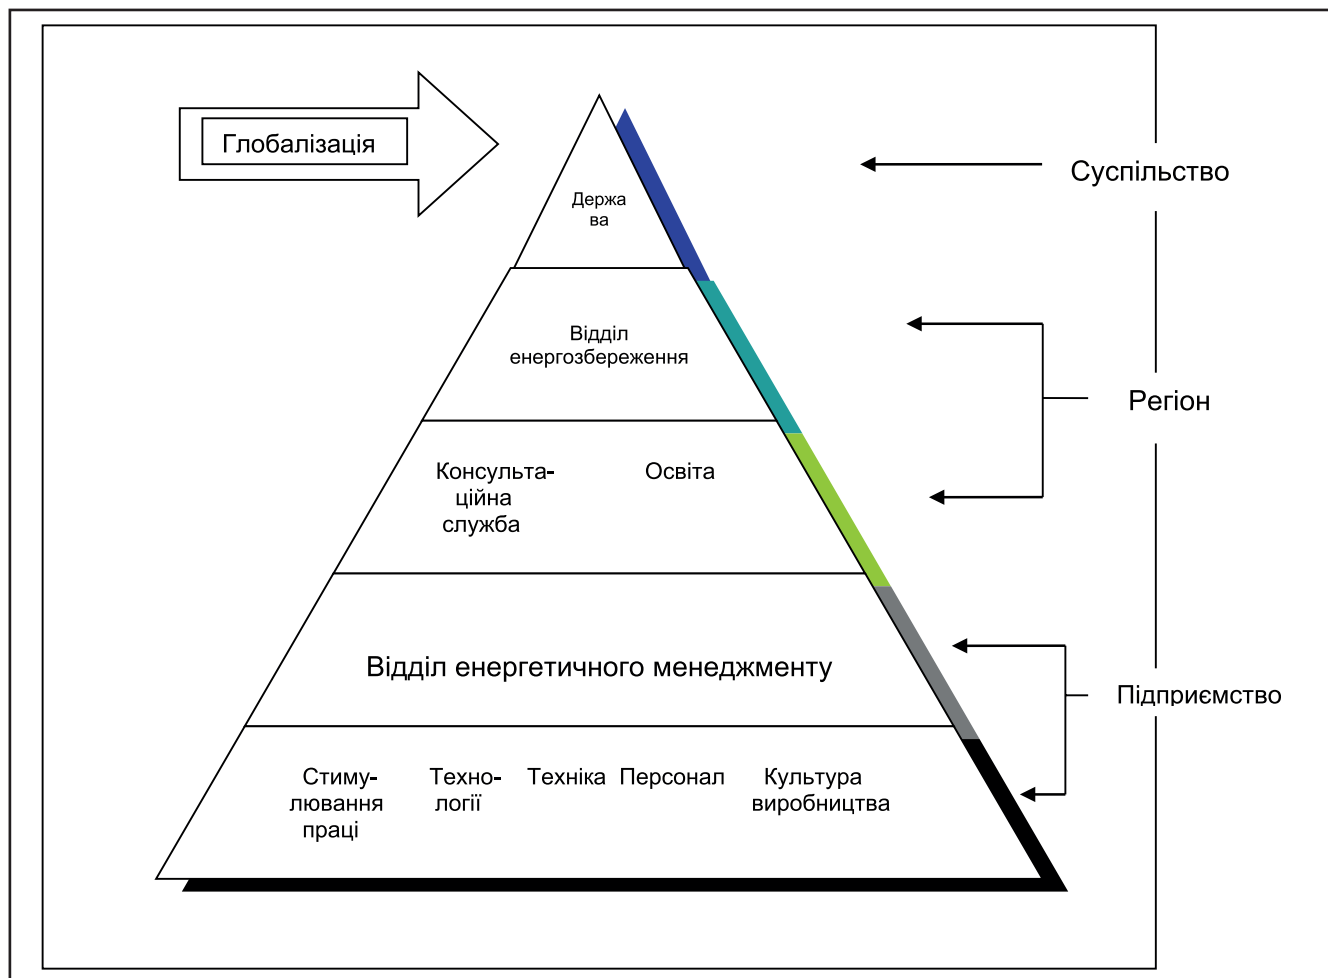 Глобалізація
Суспільство
Держа
ва
Відділ
енергозбереження
Регіон
Консульта-
ційна
служба
Освіта
Відділ енергетичного менеджменту
Підприємство
Стиму-
лювання
праці
Техно-
логії
Техніка
Персонал
Культура
виробництва